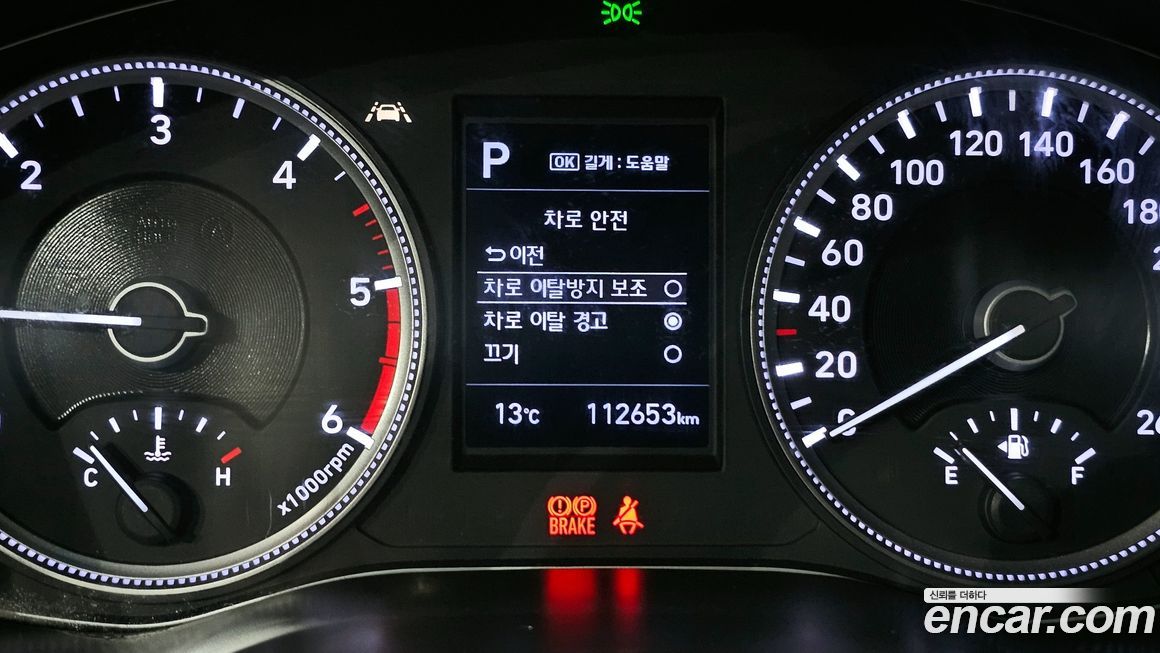 P OK 길게 : 도움말
차로 안전
이전
차로 이탈방지 보조
차로 이탈 경고
끄기
13℃ 112653km
2
3
4
5
6
x1000rpm
C H
0
20
40
60
80
100
120
140
160
E F
BRAKE
P
신뢰를 더하다
encar.com